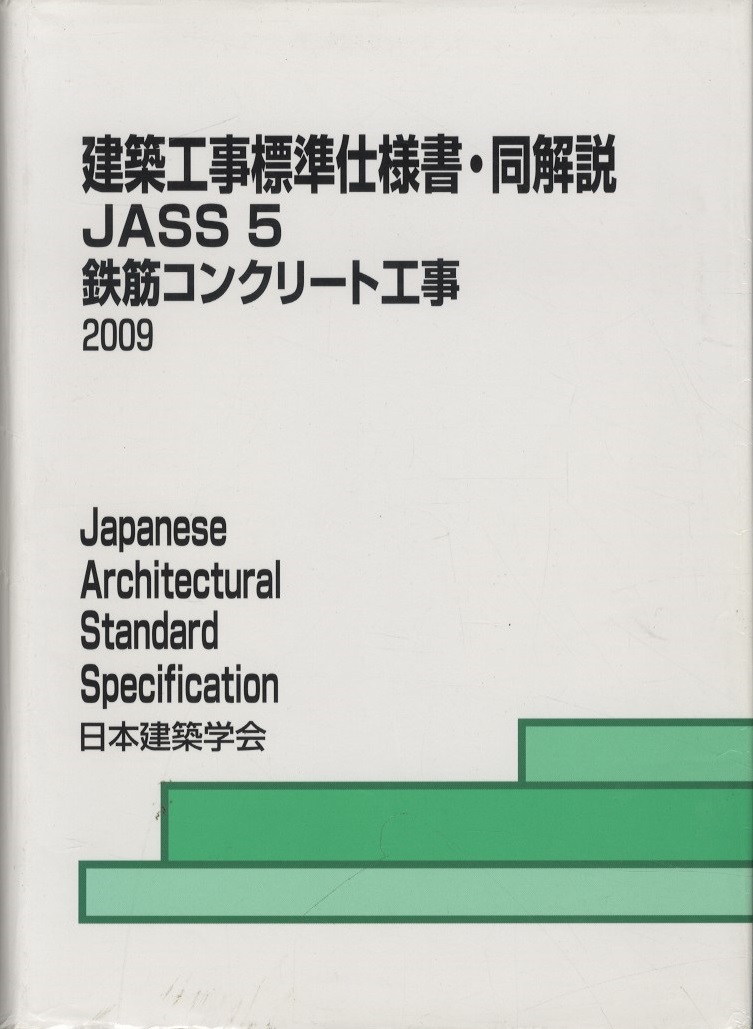 建築工事標準仕様書・同解説
JASS 5
鉄筋コンクリート工事
2009
Japanese
Architectural
Standard
Specification
日本建築学会